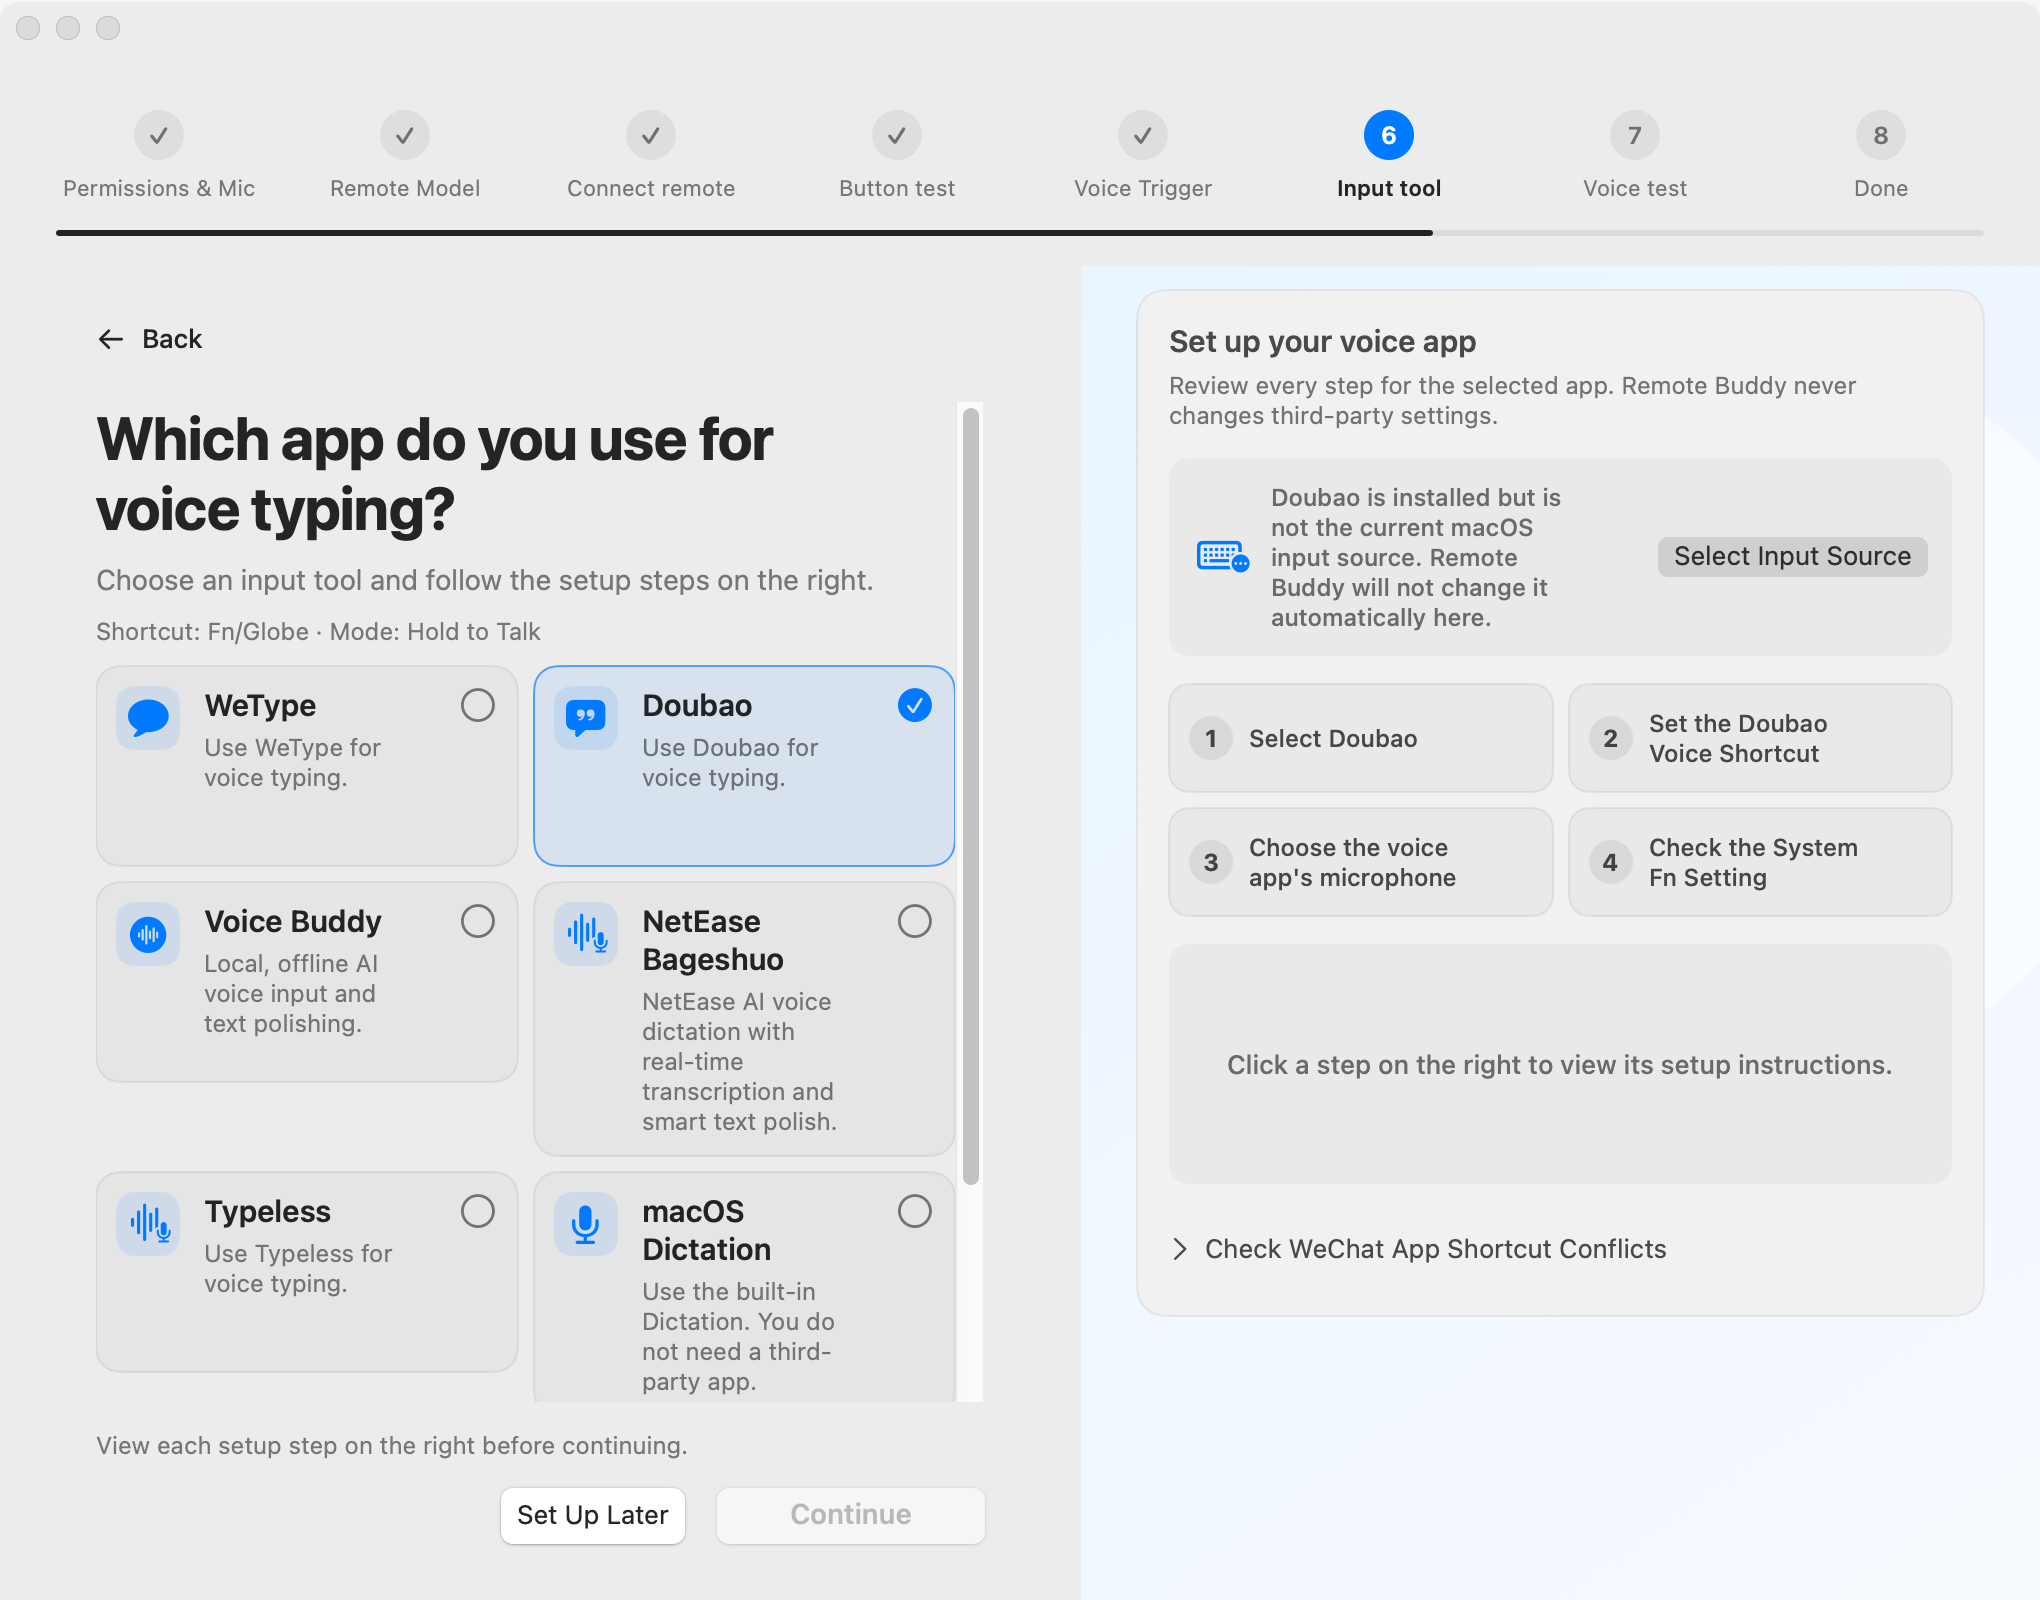 Permissions & Mic
Remote Model
Connect remote
Button test
Voice Trigger
6
Input tool
7
Voice test
8
Done
Back
Which app do you use for
voice typing?
Choose an input tool and follow the setup steps on the right.
Shortcut: Fn/Globe · Mode: Hold to Talk
WeType
Use WeType for
voice typing.
Doubao
Use Doubao for
voice typing.
Voice Buddy
Local, offline AI
voice input and
text polishing.
NetEase
Bageshuo
NetEase AI voice
dictation with
real-time
transcription and
smart text polish.
Typeless
Use Typeless for
voice typing.
macOS
Dictation
Use the built-in
Dictation. You do
not need a third-
party app.
View each setup step on the right before continuing.
Set Up Later
Continue
Set up your voice app
Review every step for the selected app. Remote Buddy never
changes third-party settings.
Doubao is installed but is
not the current macOS
input source. Remote
Buddy will not change it
automatically here.
Select Input Source
1
Select Doubao
2
Set the Doubao
Voice Shortcut
3
Choose the voice
app's microphone
4
Check the System
Fn Setting
Click a step on the right to view its setup instructions.
Check WeChat App Shortcut Conflicts